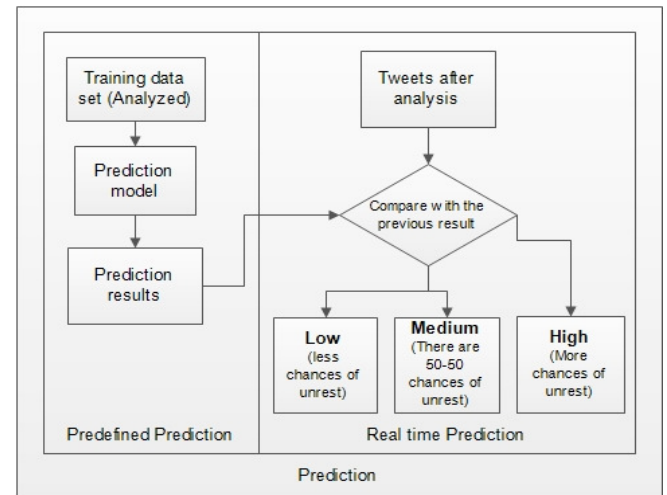 Training data
set (Analyzed)
Prediction
model
Prediction
results
Predefined Prediction
Tweets after
analysis
Compare with the
previous result
Low
(less
chances of
unrest)
Medium
(There are
50-50
chances of
unrest)
High
(More
chances of
unrest)
Real time Prediction
Prediction